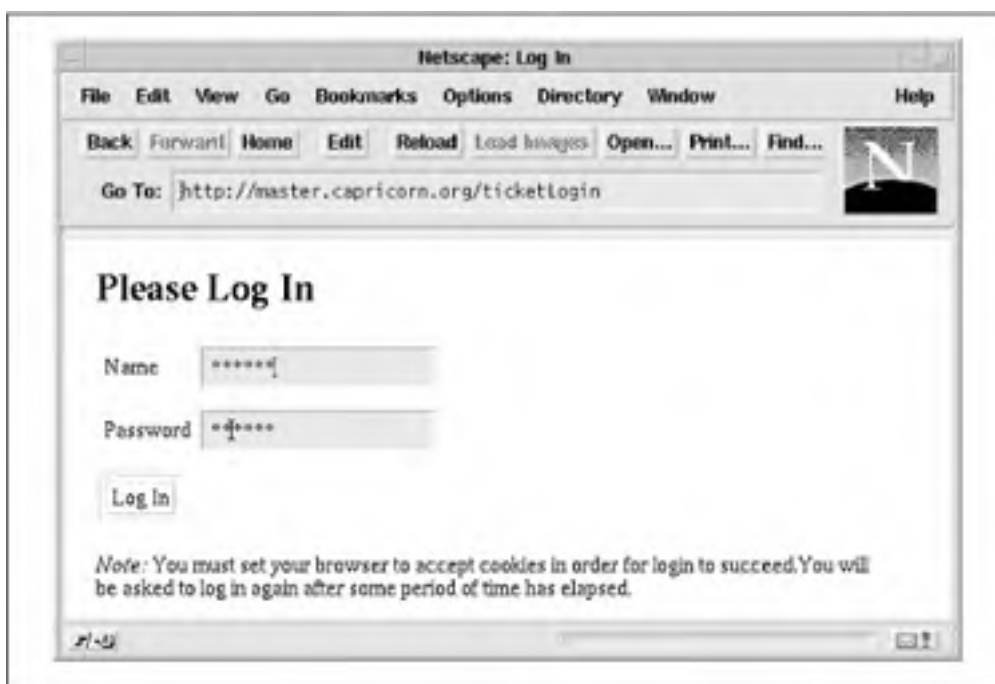 Netscape: Log In
File Edit View Go Bookmarks Options Directory Window Help
Back Forward Home Edit Reload Load Images Open... Print... Find...
N
Go To: http://master.capricorn.org/ticketLogin
Please Log In
Name ******
Password *******
Log In
Note: You must set your browser to accept cookies in order for login to succeed.You will
be asked to log in again after some period of time has elapsed.